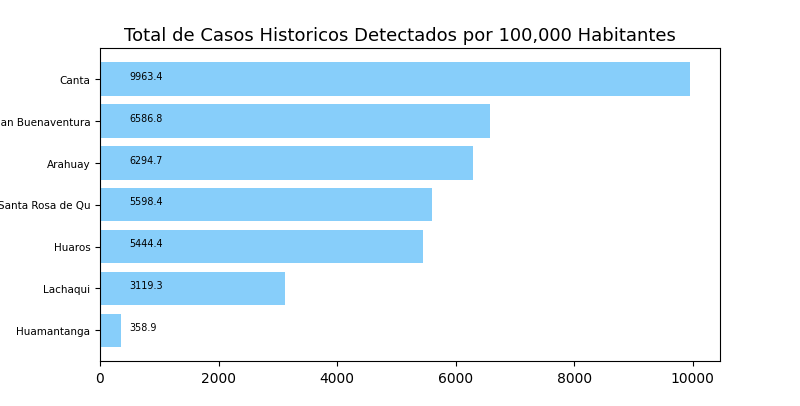 Total de Casos Historicos Detectados por 100,000 Habitantes
Canta 9963.4
an Buenaventura 6586.8
Arahuay 6294.7
Santa Rosa de Qu 5598.4
Huaros 5444.4
Lachaqui 3119.3
Huamantanga 358.9
0 2000 4000 6000 8000 10000